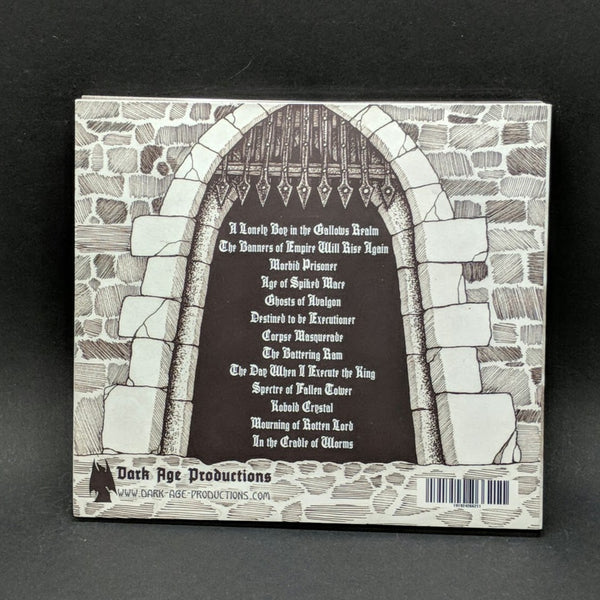 A Lonely Boy in the Gallows Realm
The Banners of Empire Will Rise Again
Morbid Prisoner
Age of Spiked Mace
Ghosts of Avalgon
Destined to be Executioner
Corpse Masquerade
The Battering Ram
The Day When I Execute the King
Spectre of Fallen Tower
Kobold Crystal
Mourning of Rotten Lord
In the Cradle of Worms
Dark Age Productions
WWW.DARK-AGE-PRODUCTIONS.COM